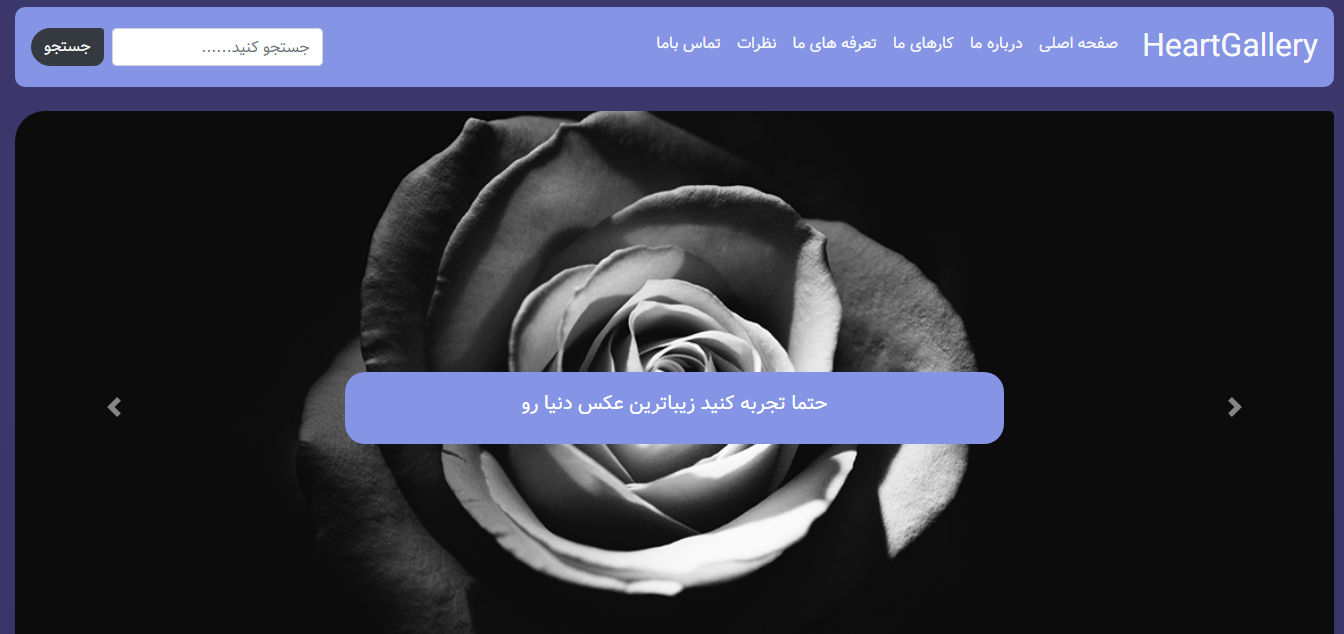 HeartGallery
صفحه اصلی
درباره ما
کارهای ما
تعرفه های ما
نظرات
تماس باما
جستجو کنید......
جستجو
حتما تجربه کنید زیباترین عکس دنیا رو